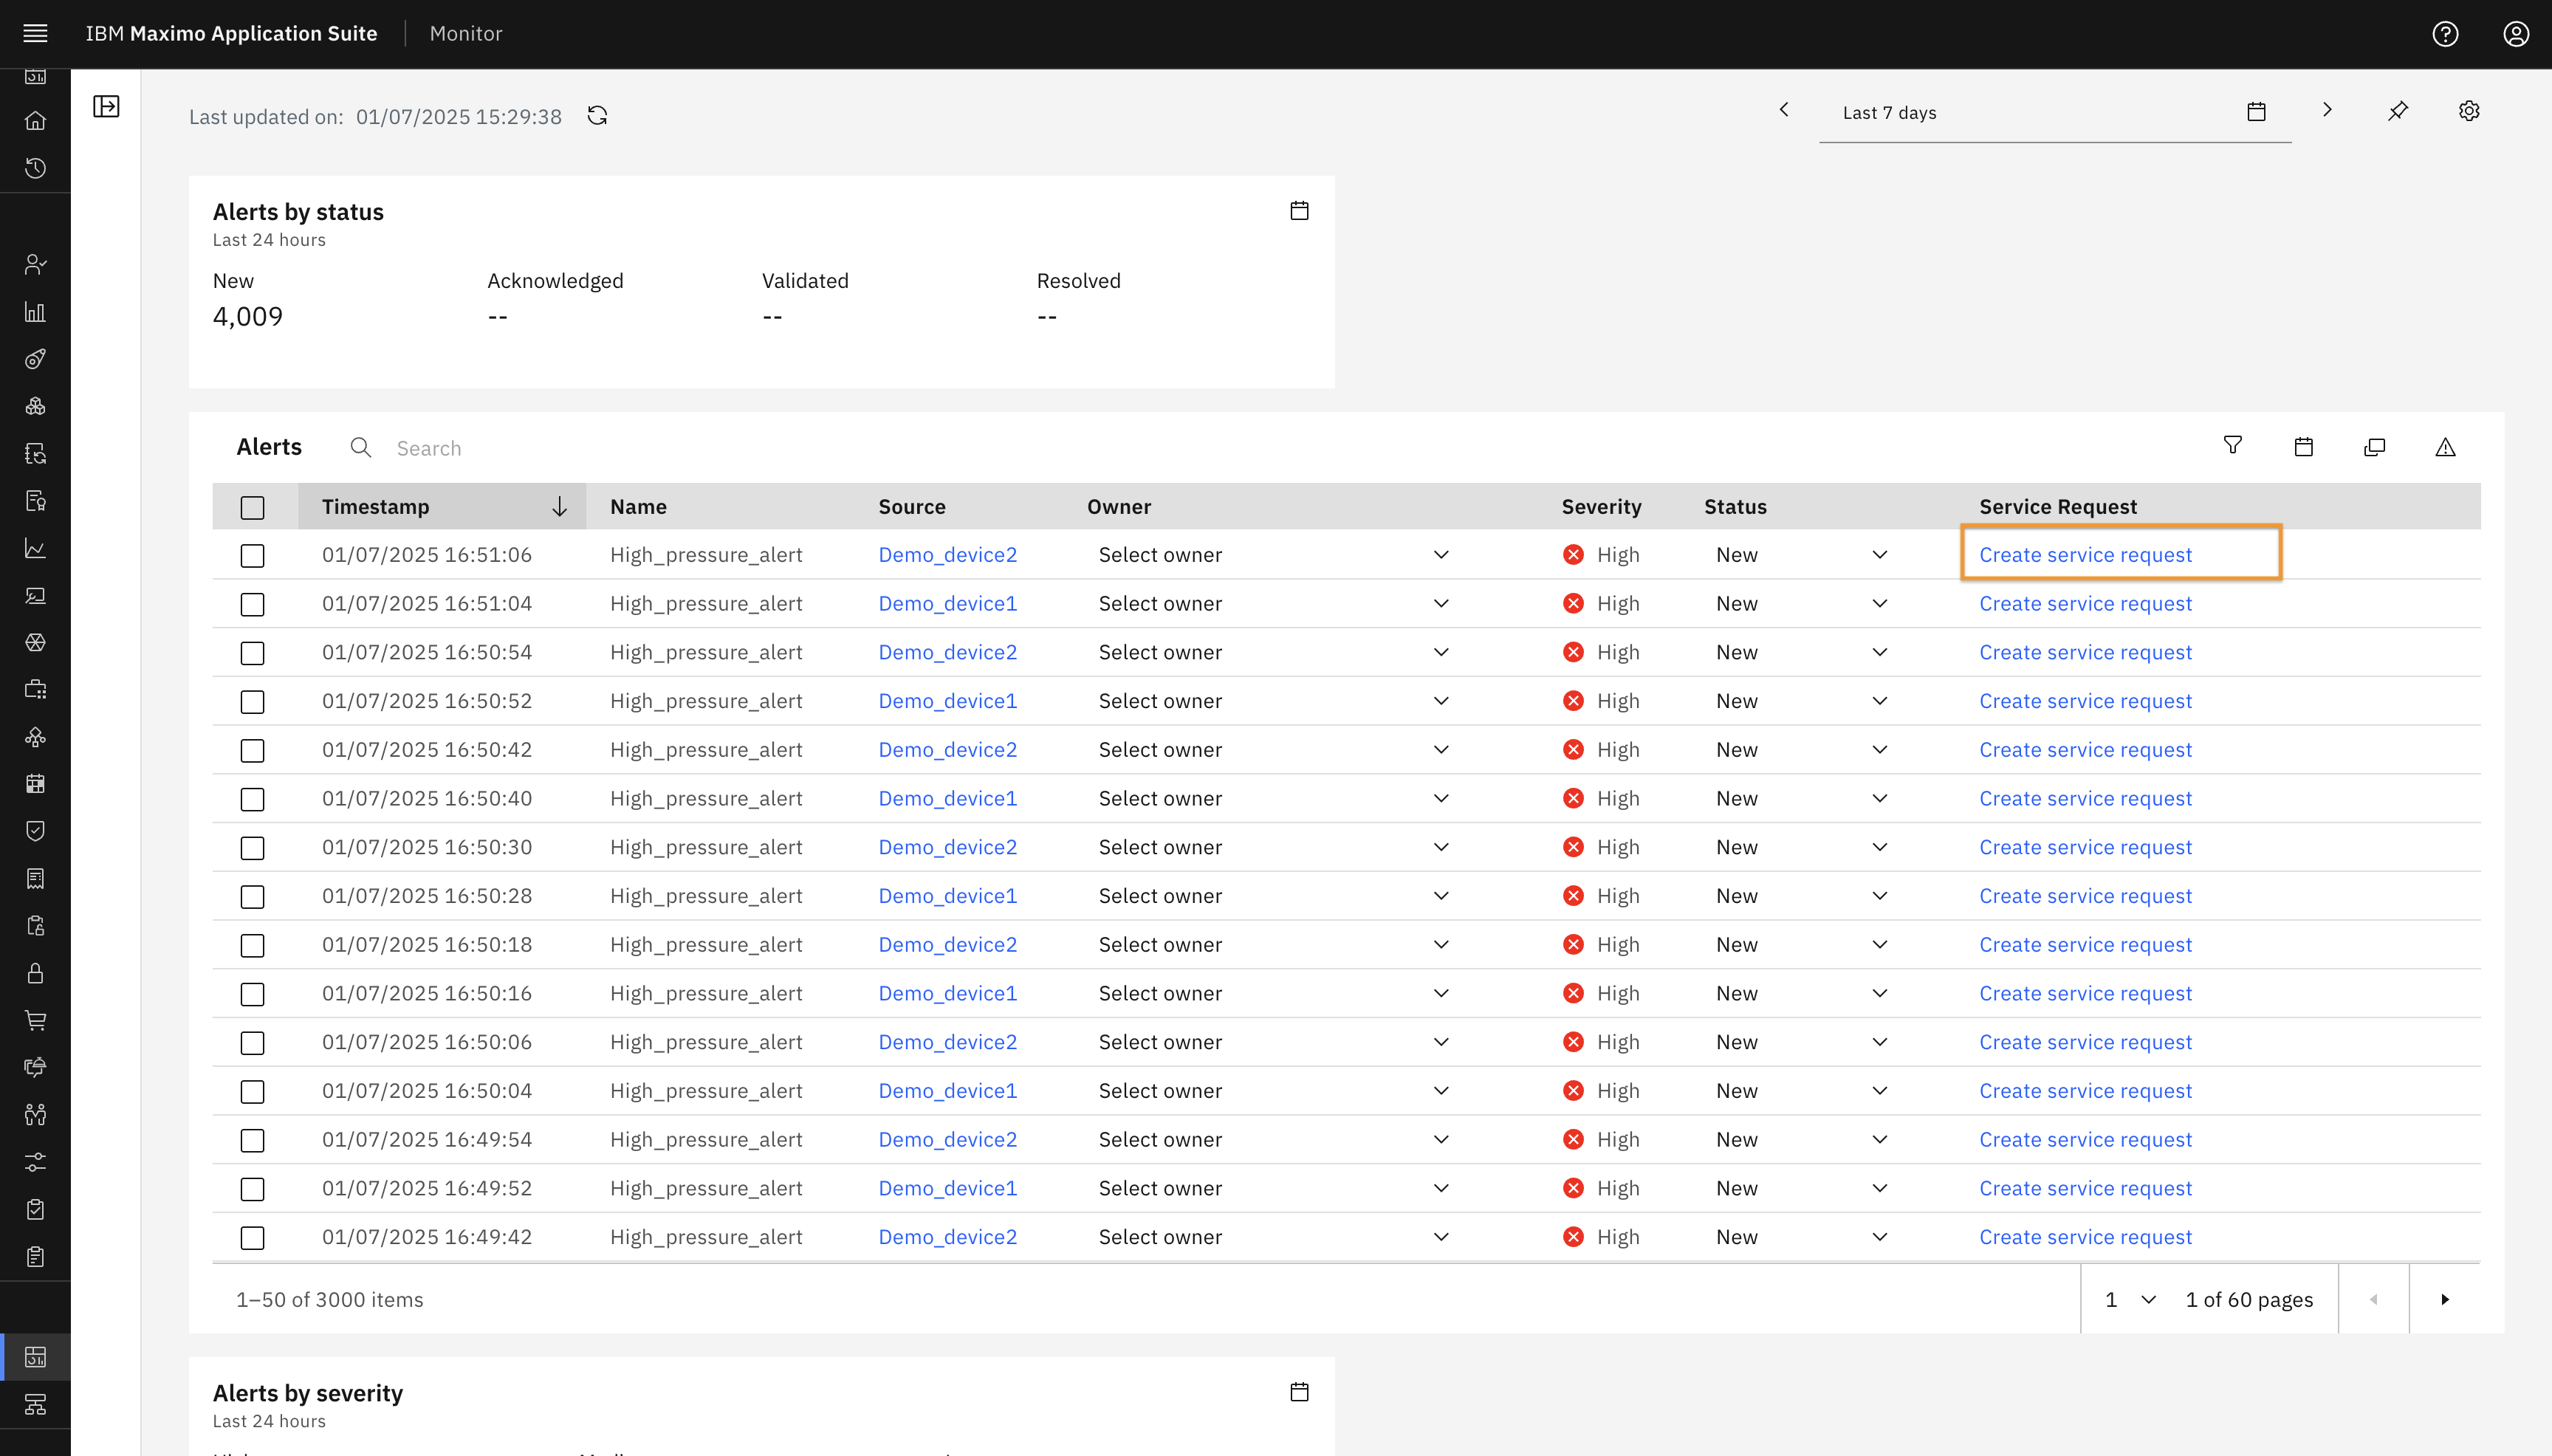 IBM Maximo Application Suite Monitor
Last updated on: 01/07/2025 15:29:38
Last 7 days
Alerts by status
Last 24 hours
New Acknowledged Validated Resolved
4,009 -- -- --
Alerts Search
Timestamp Name Source Owner Severity Status Service Request
01/07/2025 16:51:06 High_pressure_alert Demo_device2 Select owner High New Create service request
01/07/2025 16:51:04 High_pressure_alert Demo_device1 Select owner High New Create service request
01/07/2025 16:50:54 High_pressure_alert Demo_device2 Select owner High New Create service request
01/07/2025 16:50:52 High_pressure_alert Demo_device1 Select owner High New Create service request
01/07/2025 16:50:42 High_pressure_alert Demo_device2 Select owner High New Create service request
01/07/2025 16:50:40 High_pressure_alert Demo_device1 Select owner High New Create service request
01/07/2025 16:50:30 High_pressure_alert Demo_device2 Select owner High New Create service request
01/07/2025 16:50:28 High_pressure_alert Demo_device1 Select owner High New Create service request
01/07/2025 16:50:18 High_pressure_alert Demo_device2 Select owner High New Create service request
01/07/2025 16:50:16 High_pressure_alert Demo_device1 Select owner High New Create service request
01/07/2025 16:50:06 High_pressure_alert Demo_device2 Select owner High New Create service request
01/07/2025 16:50:04 High_pressure_alert Demo_device1 Select owner High New Create service request
01/07/2025 16:49:54 High_pressure_alert Demo_device2 Select owner High New Create service request
01/07/2025 16:49:52 High_pressure_alert Demo_device1 Select owner High New Create service request
01/07/2025 16:49:42 High_pressure_alert Demo_device2 Select owner High New Create service request
1–50 of 3000 items 1 1 of 60 pages
Alerts by severity
Last 24 hours